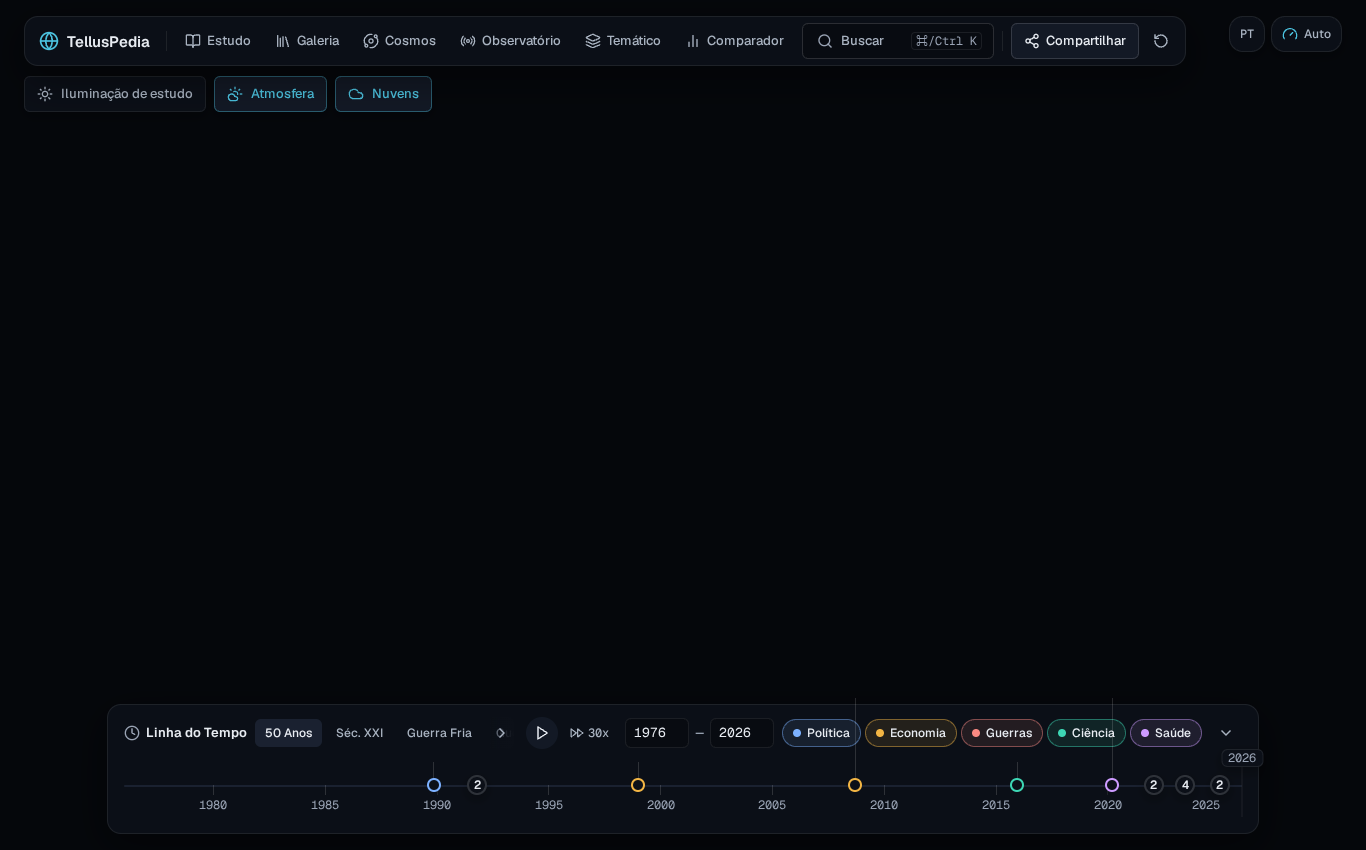 TellusPedia Estudo Galeria Cosmos Observatório Temático Comparador Buscar ⌘/Ctrl K Compartilhar PT Auto
Iluminação de estudo Atmosfera Nuvens
Linha do Tempo 50 Anos Séc. XXI Guerra Fria 30x 1976 — 2026 Política Economia Guerras Ciência Saúde
2026
2 2 4 2
1980 1985 1990 1995 2000 2005 2010 2015 2020 2025